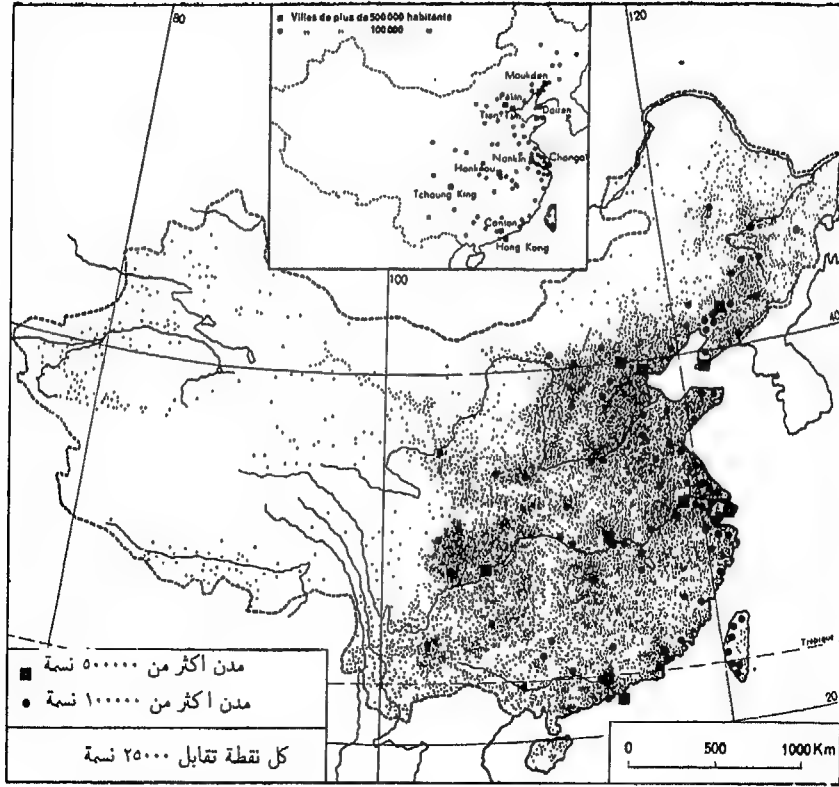 80
120
■ Villes de plus de 500 000 habitants
● " " 100 000 "
Moukden
Pékin
Dairen
Tien Tsin
Nankin
Changaï
Hankéou
Tchoung King
Canton
Hong Kong
100
40
Tropique
20
■ مدن اكثر من ٥٠٠٠٠٠ نسمة
● مدن اكثر من ١٠٠٠٠٠ نسمة
كل نقطة تقابل ٢٥٠٠٠ نسمة
0 500 1000 Km